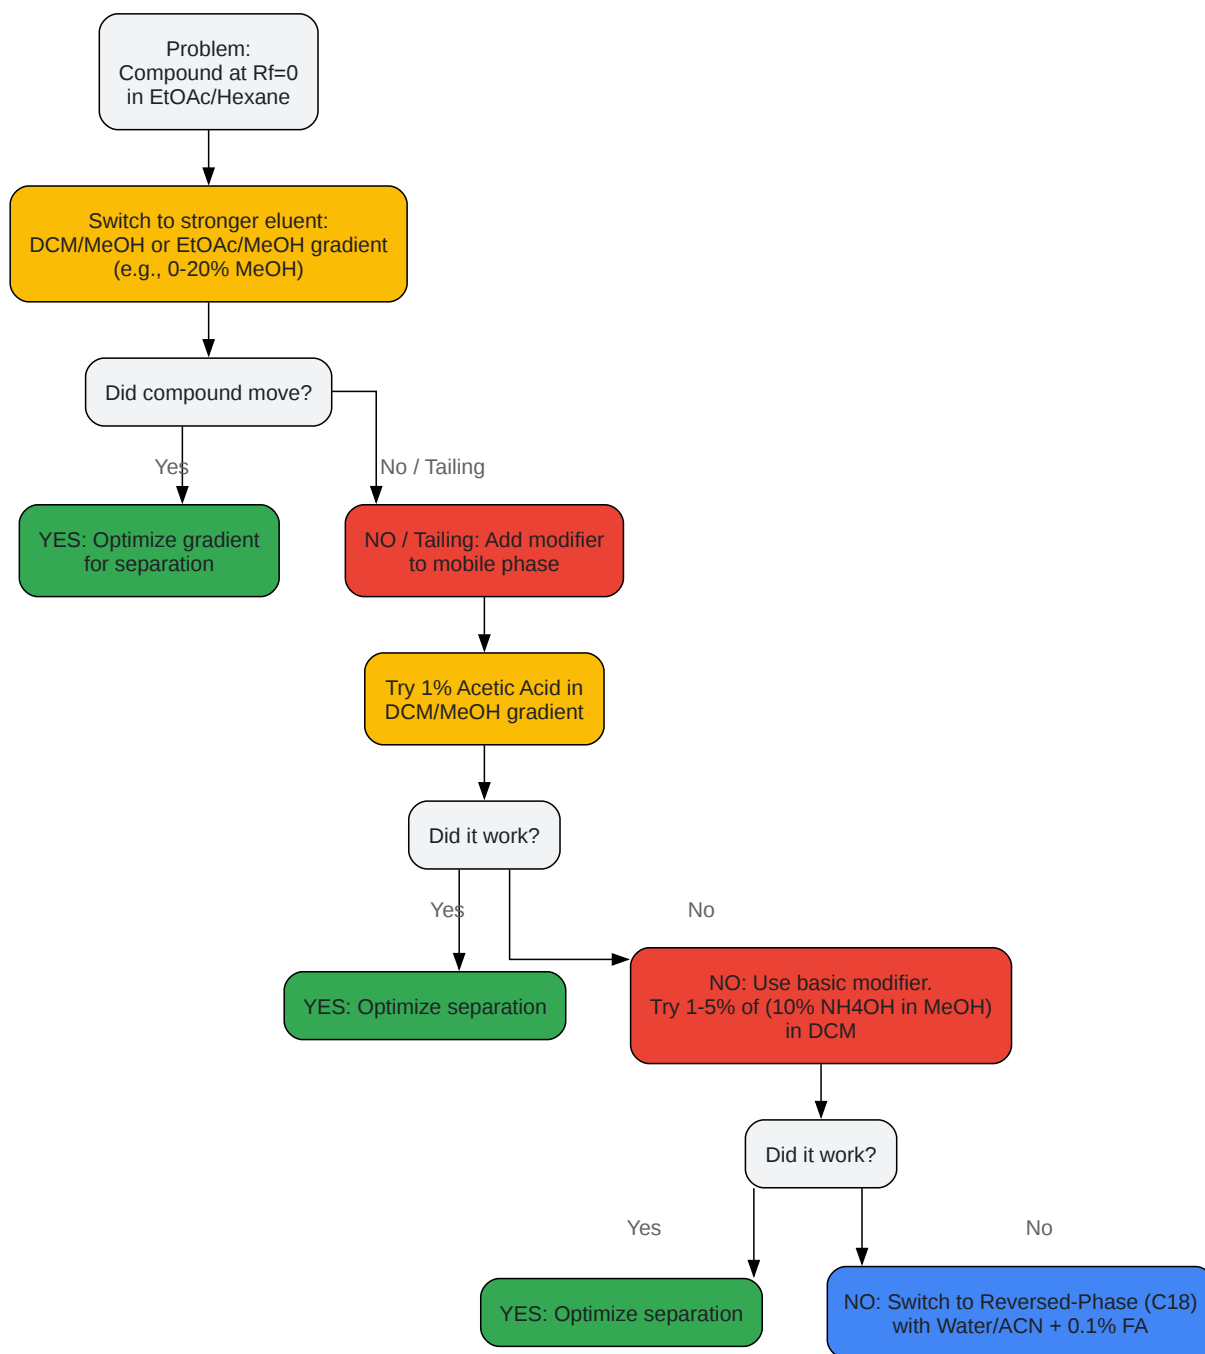 Problem:
Compound at Rf=0
in EtOAc/Hexane
Switch to stronger eluent:
DCM/MeOH or EtOAc/MeOH gradient
(e.g., 0-20% MeOH)
Did compound move?
Yes
No / Tailing
YES: Optimize gradient
for separation
NO / Tailing: Add modifier
to mobile phase
Try 1% Acetic Acid in
DCM/MeOH gradient
Did it work?
Yes
No
YES: Optimize separation
NO: Use basic modifier.
Try 1-5% of (10% NH4OH in MeOH)
in DCM
Did it work?
Yes
No
YES: Optimize separation
NO: Switch to Reversed-Phase (C18)
with Water/ACN + 0.1% FA